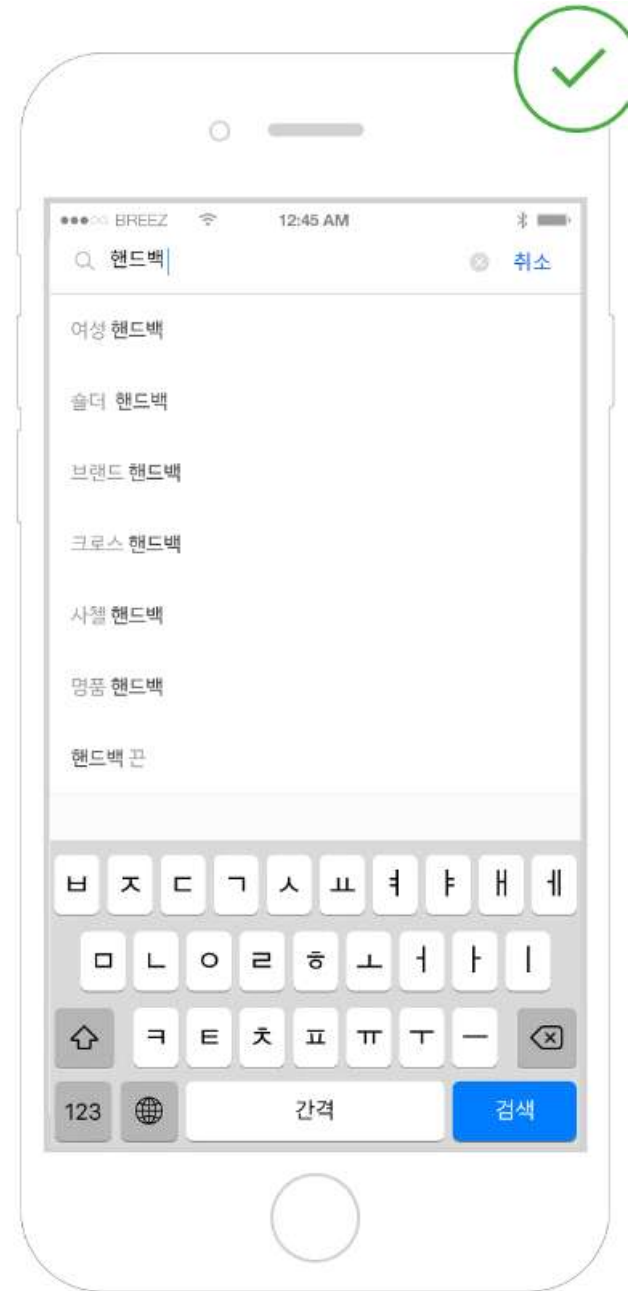 BREEZ 12:45 AM
핸드백 취소
여성 핸드백
숄더 핸드백
브랜드 핸드백
크로스 핸드백
사첼 핸드백
명품 핸드백
핸드백 끈
ㅂ ㅈ ㄷ ㄱ ㅅ ㅛ ㅕ ㅑ ㅐ ㅔ
ㅁ ㄴ ㅇ ㄹ ㅎ ㅗ ㅓ ㅏ ㅣ
ㅋ ㅌ ㅊ ㅍ ㅠ ㅜ ㅡ
123 간격 검색